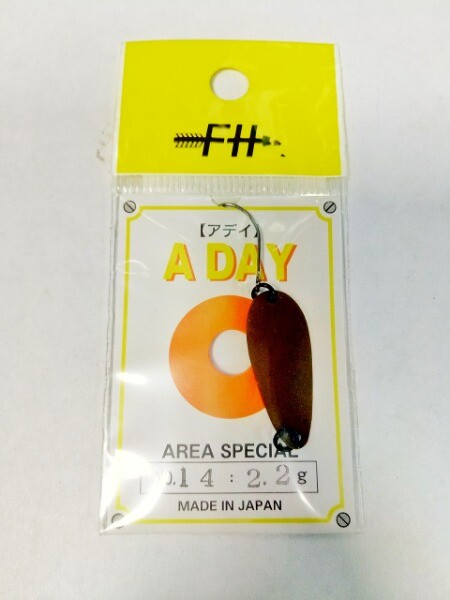 FH
【アデイ】
A DAY
AREA SPECIAL
14 : 2.2g
MADE IN JAPAN